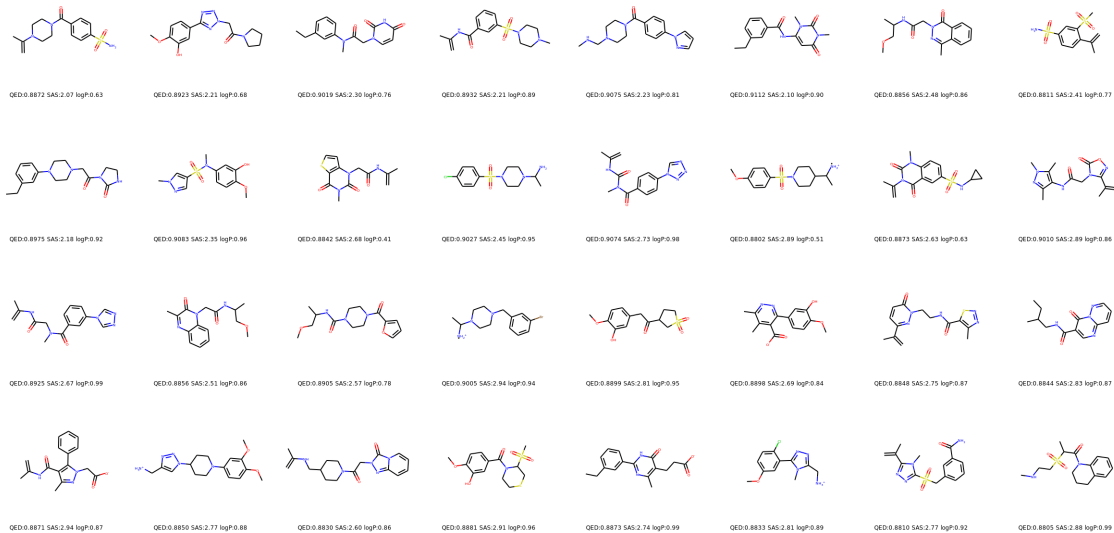 QED:0.8872 SAS:2.07 logP:0.63
QED:0.8923 SAS:2.21 logP:0.68
QED:0.9019 SAS:2.30 logP:0.76
QED:0.8932 SAS:2.21 logP:0.89
QED:0.9075 SAS:2.23 logP:0.81
QED:0.9112 SAS:2.10 logP:0.90
QED:0.8856 SAS:2.48 logP:0.86
QED:0.8811 SAS:2.41 logP:0.77
QED:0.8975 SAS:2.18 logP:0.92
QED:0.9083 SAS:2.35 logP:0.96
QED:0.8842 SAS:2.68 logP:0.41
QED:0.9027 SAS:2.45 logP:0.95
QED:0.9074 SAS:2.73 logP:0.98
QED:0.8802 SAS:2.89 logP:0.51
QED:0.8873 SAS:2.63 logP:0.63
QED:0.9010 SAS:2.89 logP:0.86
QED:0.8925 SAS:2.67 logP:0.99
QED:0.8856 SAS:2.51 logP:0.86
QED:0.8905 SAS:2.57 logP:0.78
QED:0.9005 SAS:2.94 logP:0.94
QED:0.8899 SAS:2.81 logP:0.95
QED:0.8898 SAS:2.69 logP:0.84
QED:0.8848 SAS:2.75 logP:0.87
QED:0.8844 SAS:2.83 logP:0.87
QED:0.8871 SAS:2.94 logP:0.87
QED:0.8850 SAS:2.77 logP:0.88
QED:0.8830 SAS:2.60 logP:0.86
QED:0.8881 SAS:2.91 logP:0.96
QED:0.8873 SAS:2.74 logP:0.99
QED:0.8833 SAS:2.81 logP:0.89
QED:0.8810 SAS:2.77 logP:0.92
QED:0.8805 SAS:2.88 logP:0.99